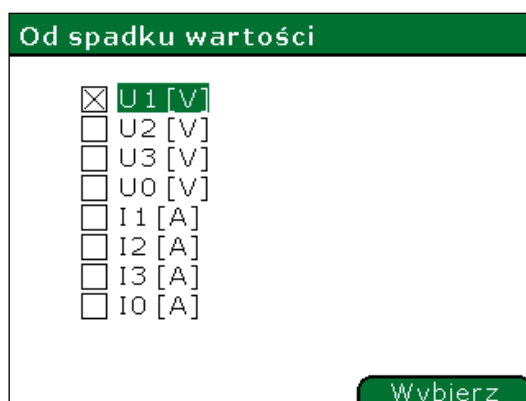 Od spadku wartości
U1 [V]
U2 [V]
U3 [V]
U0 [V]
I1 [A]
I2 [A]
I3 [A]
I0 [A]
Wybierz